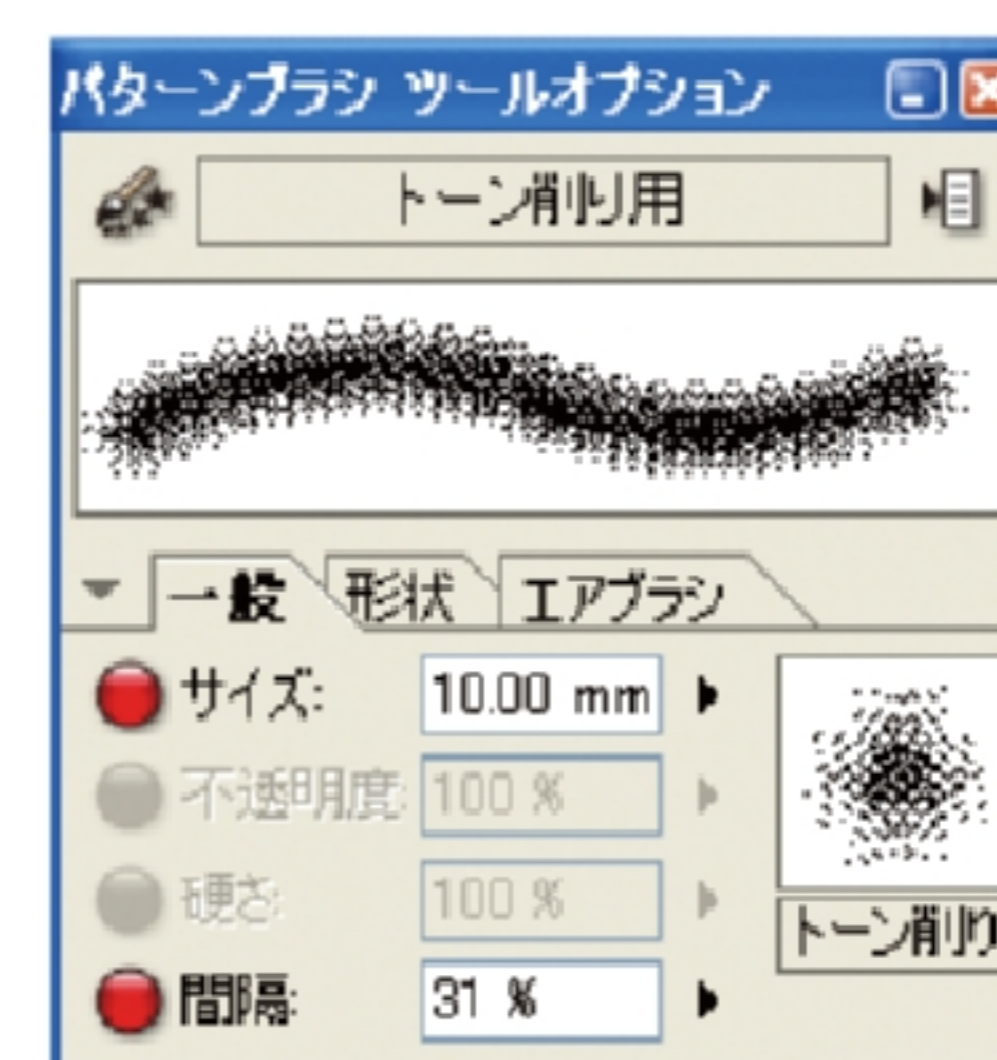 パターンブラシ ツールオプション
トーン削り用
一般 形状 エアブラシ
サイズ: 10.00 mm
不透明度: 100 %
硬さ: 100 %
トーン削り
間隔: 31 %